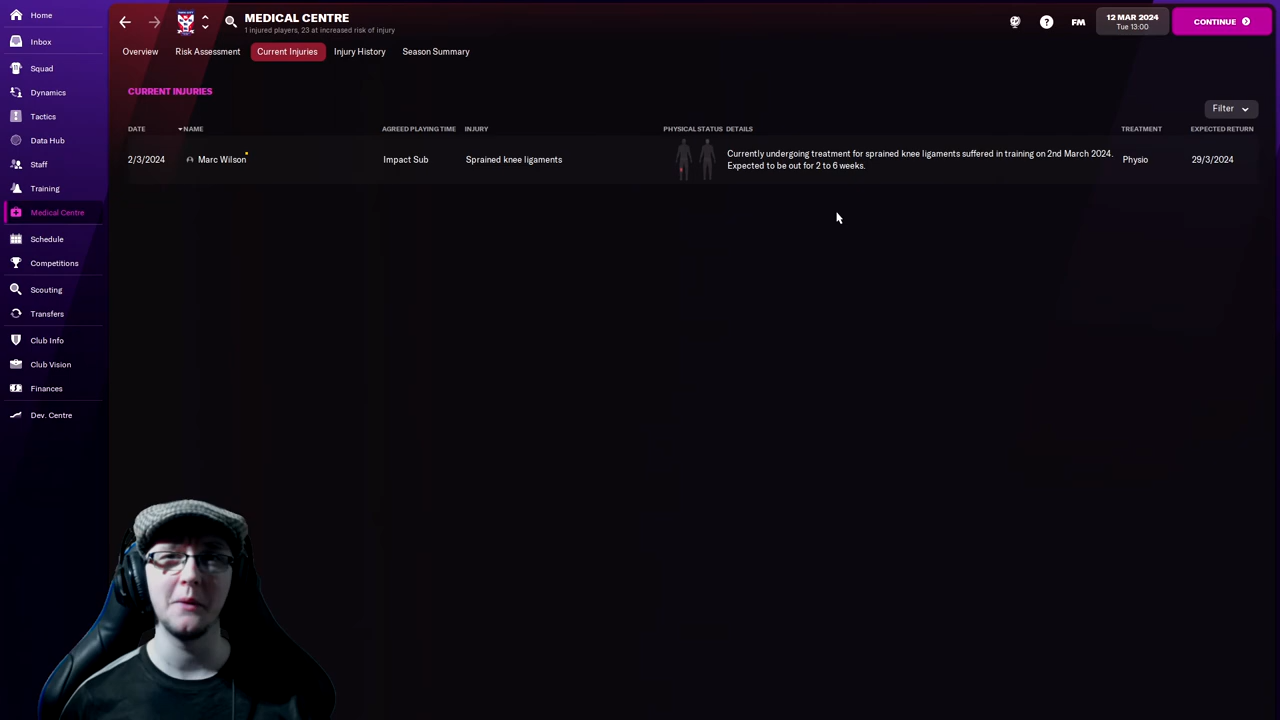 Home
Inbox
Squad
Dynamics
Tactics
Data Hub
Staff
Training
Medical Centre
Schedule
Competitions
Scouting
Transfers
Club Info
Club Vision
Finances
Dev. Centre
MEDICAL CENTRE
1 injured players, 23 at increased risk of injury
FM
12 MAR 2024
Tue 13:00
CONTINUE
Overview Risk Assessment Current Injuries Injury History Season Summary
CURRENT INJURIES
Filter
DATE NAME AGREED PLAYING TIME INJURY PHYSICAL STATUS DETAILS TREATMENT EXPECTED RETURN
2/3/2024 Marc Wilson Impact Sub Sprained knee ligaments Currently undergoing treatment for sprained knee ligaments suffered in training on 2nd March 2024. Physio 29/3/2024
Expected to be out for 2 to 6 weeks.